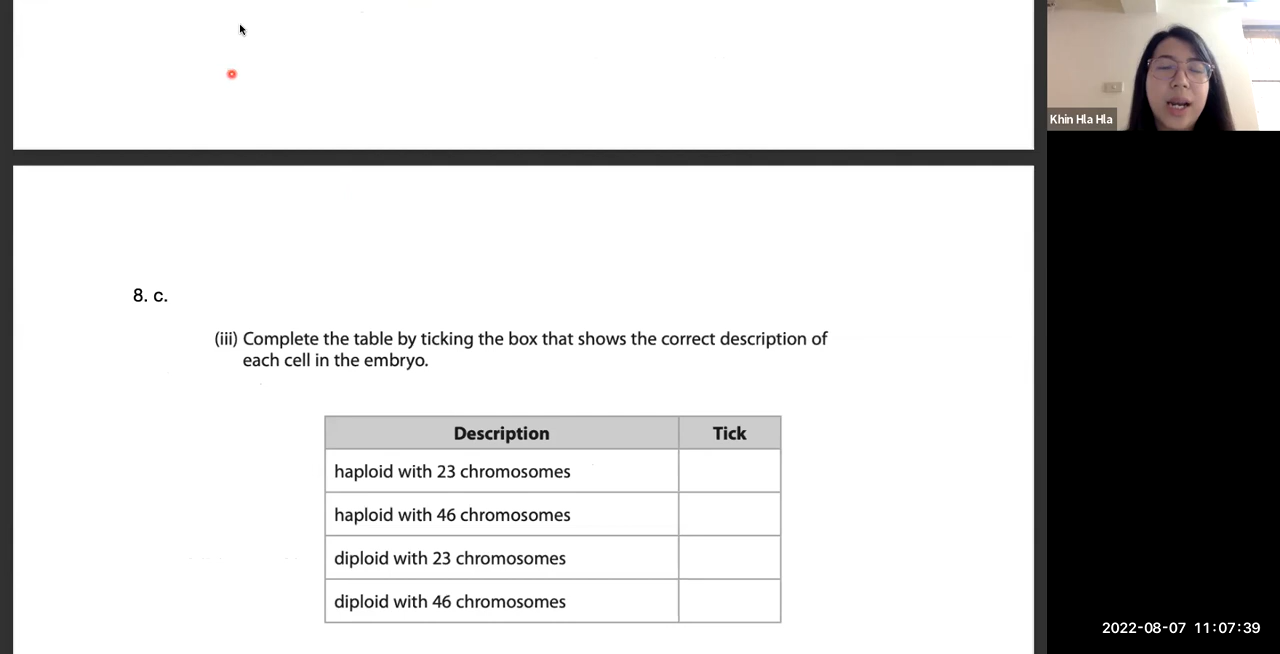 Khin Hla Hla
8. c.
(iii) Complete the table by ticking the box that shows the correct description of
each cell in the embryo.
Description Tick
haploid with 23 chromosomes
haploid with 46 chromosomes
diploid with 23 chromosomes
diploid with 46 chromosomes
2022-08-07 11:07:39